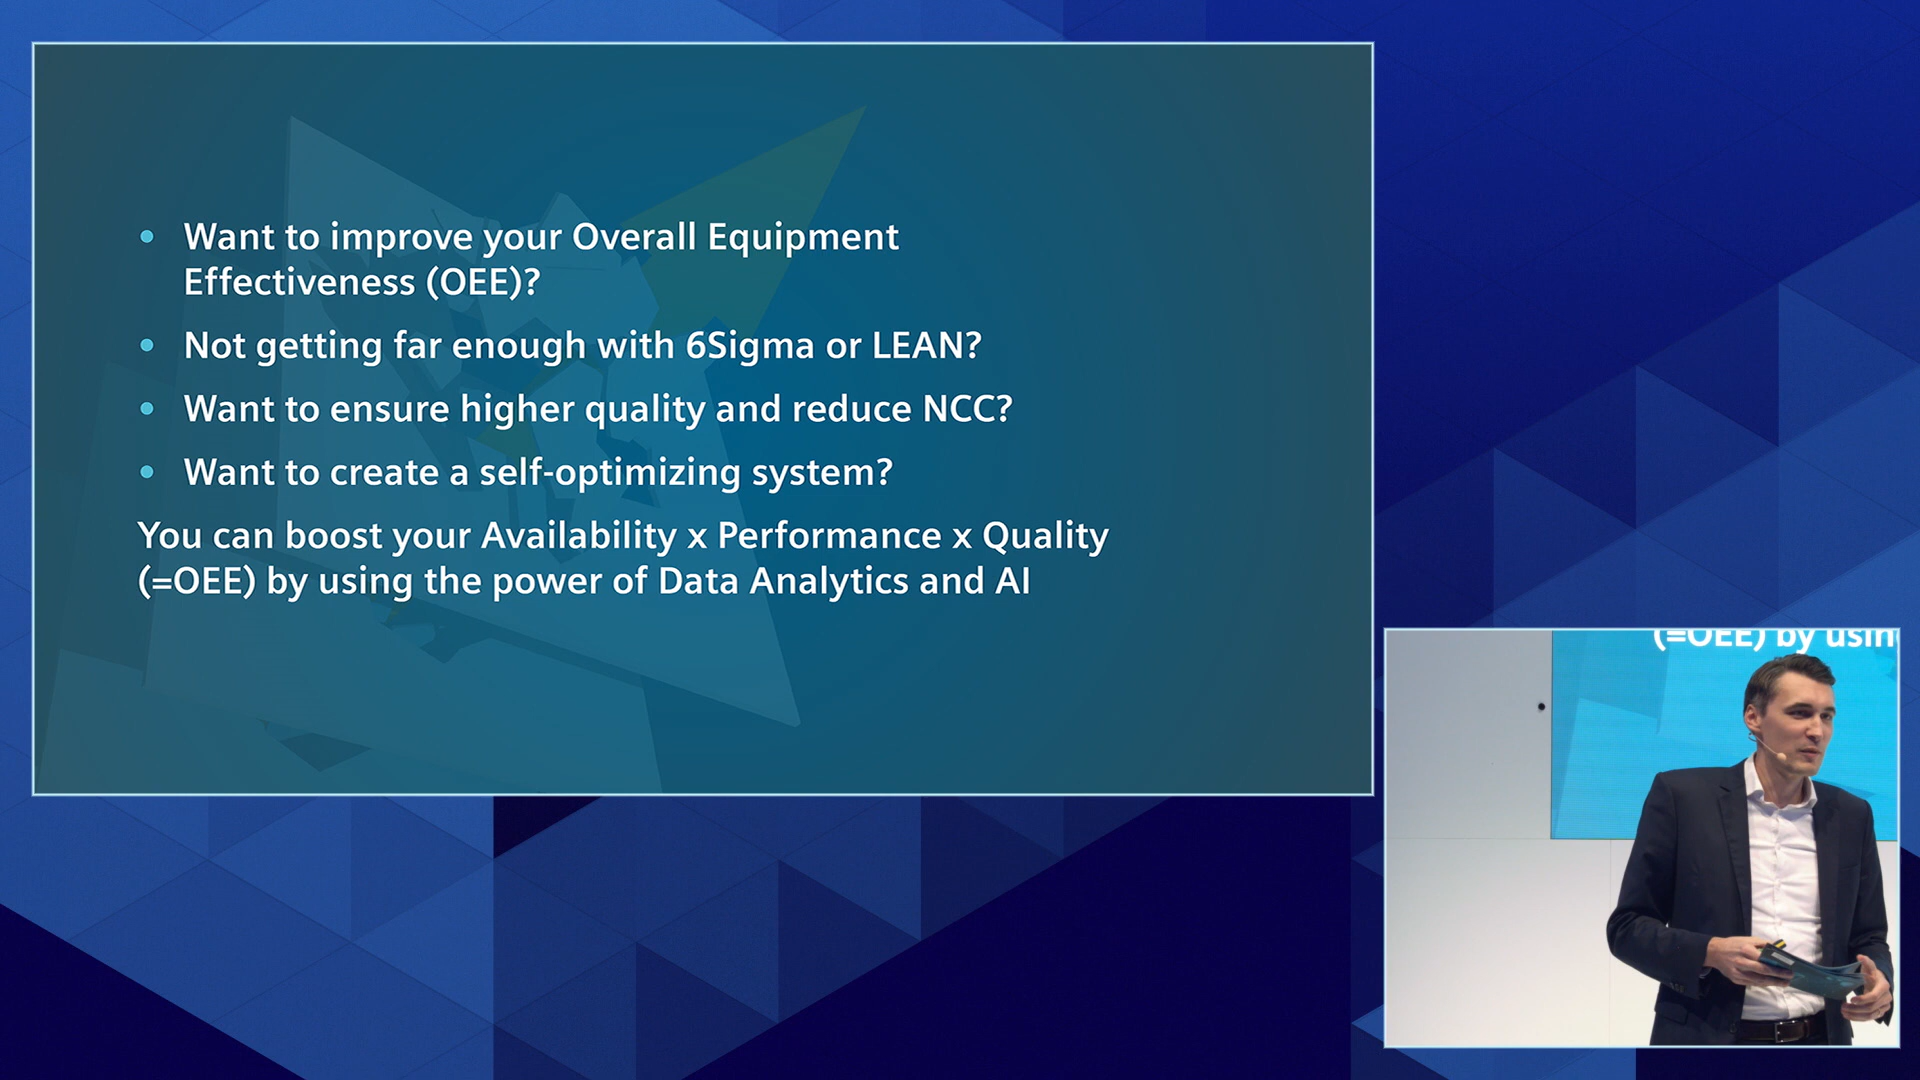 • Want to improve your Overall Equipment
Effectiveness (OEE)?
• Not getting far enough with 6Sigma or LEAN?
• Want to ensure higher quality and reduce NCC?
• Want to create a self-optimizing system?
You can boost your Availability x Performance x Quality
(=OEE) by using the power of Data Analytics and AI
(=OEE) by usin